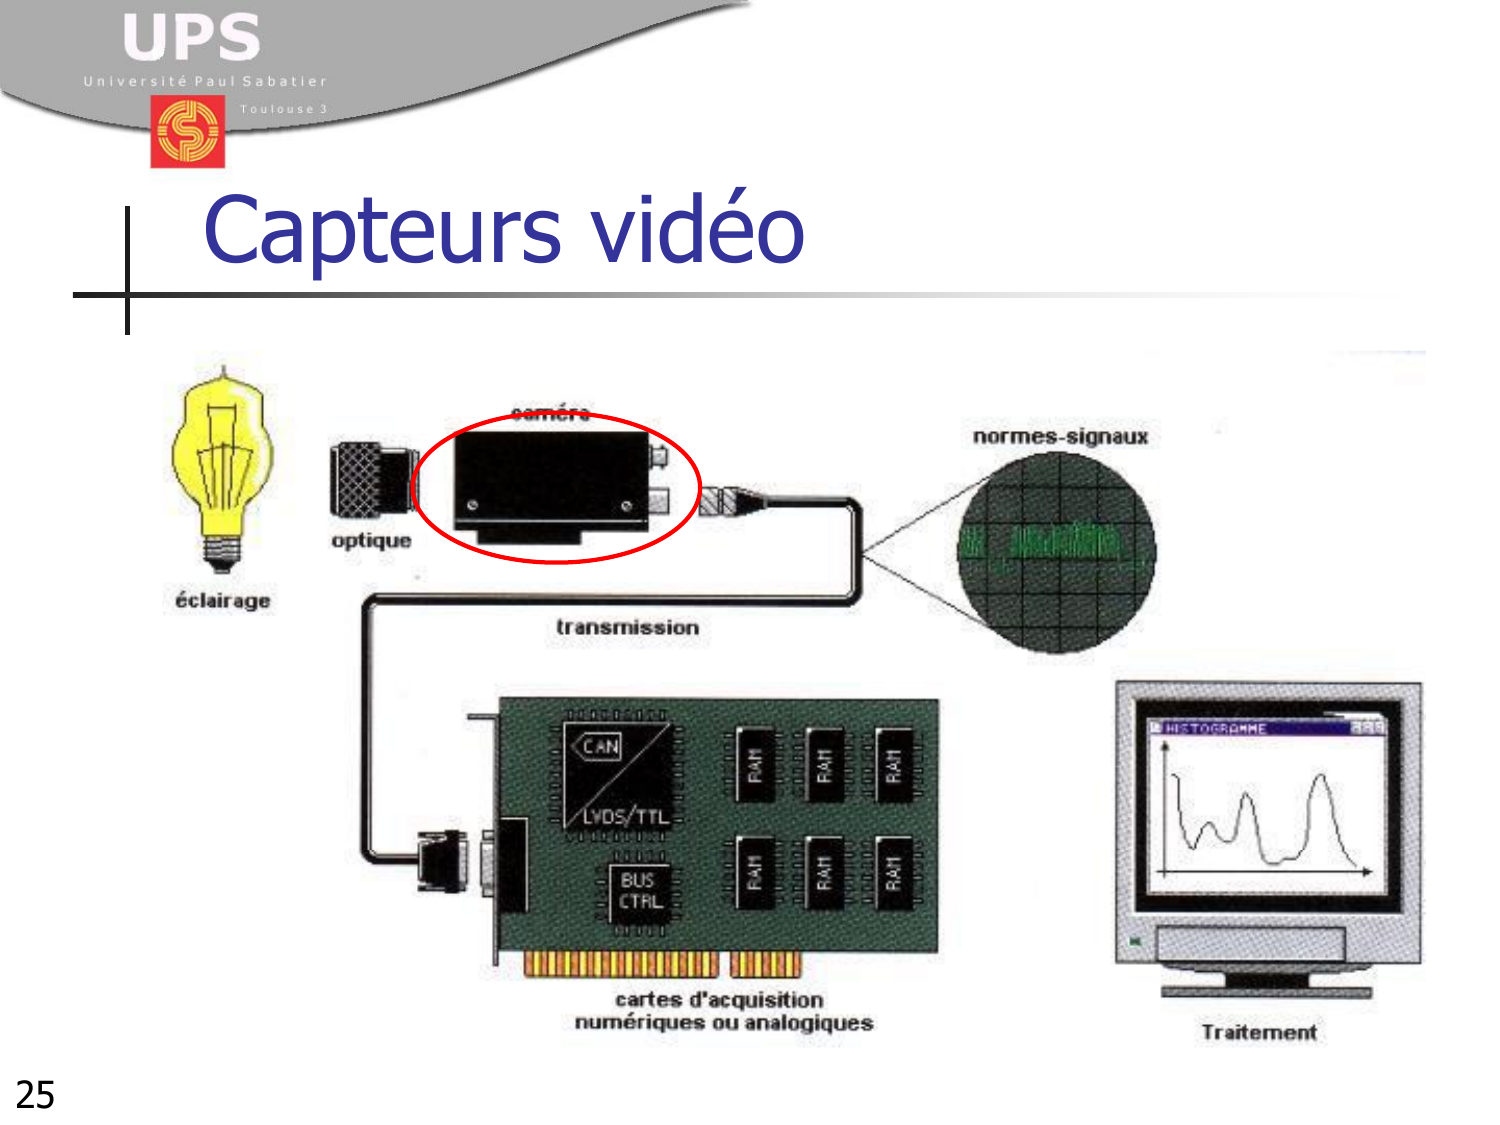 UPS
Université Paul Sabatier
Toulouse 3
Capteurs vidéo
caméra
normes-signaux
optique
éclairage
transmission
HISTOGRAMME
CAN
LVDS/TTL
RAM RAM RAM
BUS
CTRL
RAM RAM RAM
cartes d'acquisition
numériques ou analogiques
Traitement
25